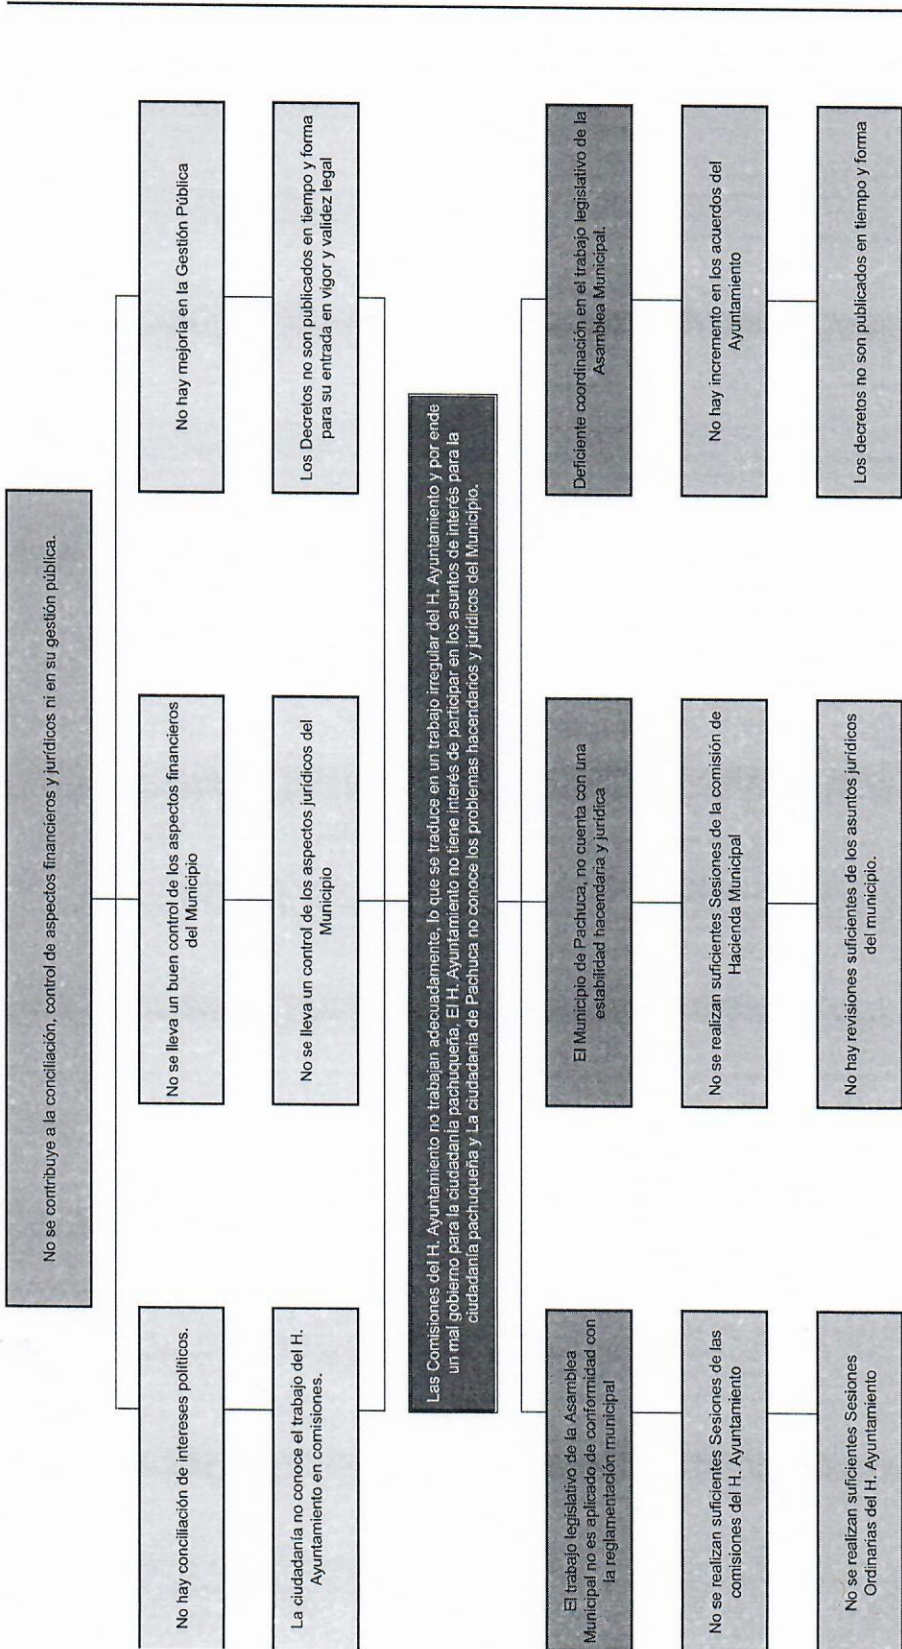 No se contribuye a la conciliación, control de aspectos financieros y jurídicos ni en su gestión pública.
No hay conciliación de intereses políticos.
No se lleva un buen control de los aspectos financieros
del Municipio
No hay mejoría en la Gestión Pública
La ciudadanía no conoce el trabajo del H.
Ayuntamiento en comisiones.
No se lleva un control de los aspectos jurídicos del
Municipio
Los Decretos no son publicados en tiempo y forma
para su entrada en vigor y validez legal
Las Comisiones del H. Ayuntamiento no trabajan adecuadamente, lo que se traduce en un trabajo irregular del H. Ayuntamiento y por ende
un mal gobierno para la ciudadanía pachuqueña, El H. Ayuntamiento no tiene interés de participar en los asuntos de interés para la
ciudadanía pachuqueña y La ciudadanía de Pachuca no conoce los problemas hacendarios y jurídicos del Municipio.
El trabajo legislativo de la Asamblea
Municipal no es aplicado de conformidad con
la reglamentación municipal
El Municipio de Pachuca, no cuenta con una
estabilidad hacendaria y jurídica
Deficiente coordinación en el trabajo legislativo de la
Asamblea Municipal.
No se realizan suficientes Sesiones de las
comisiones del H. Ayuntamiento
No se realizan suficientes Sesiones de la comisión de
Hacienda Municipal
No hay incremento en los acuerdos del
Ayuntamiento
No se realizan suficientes Sesiones
Ordinarias del H. Ayuntamiento
No hay revisiones suficientes de los asuntos jurídicos
del municipio.
Los decretos no son publicados en tiempo y forma